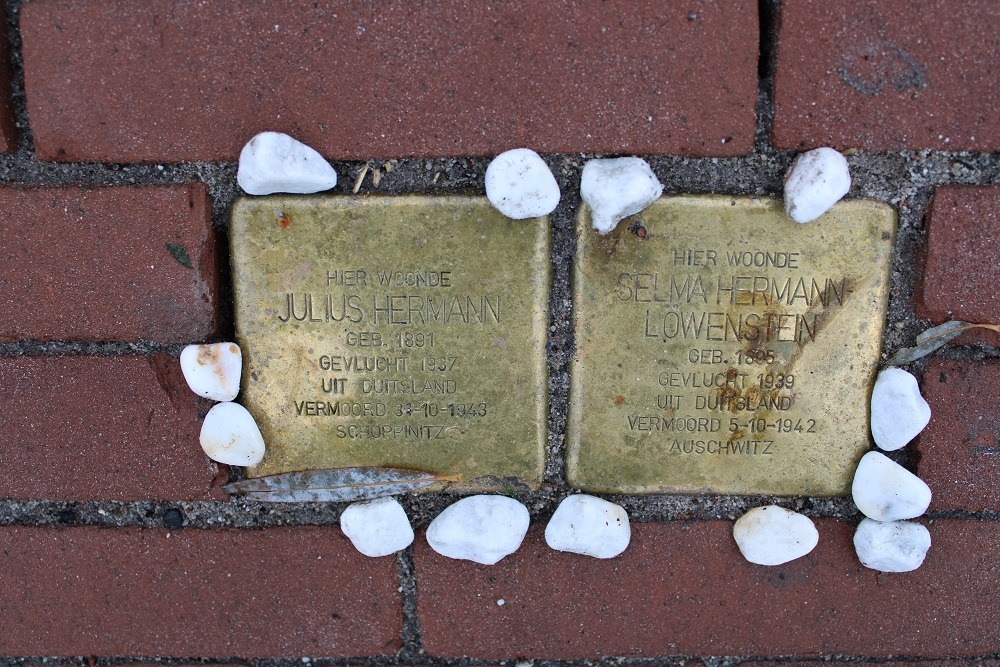 HIER WOONDE
JULIUS HERMANN
GEB. 1891
GEVLUCHT 1937
UIT DUITSLAND
VERMOORD 31-10-1943
SCHOPPINITZ
HIER WOONDE
SELMA HERMANN-
LÖWENSTEIN
GEB. 1895
GEVLUCHT 1939
UIT DUITSLAND
VERMOORD 5-10-1942
AUSCHWITZ